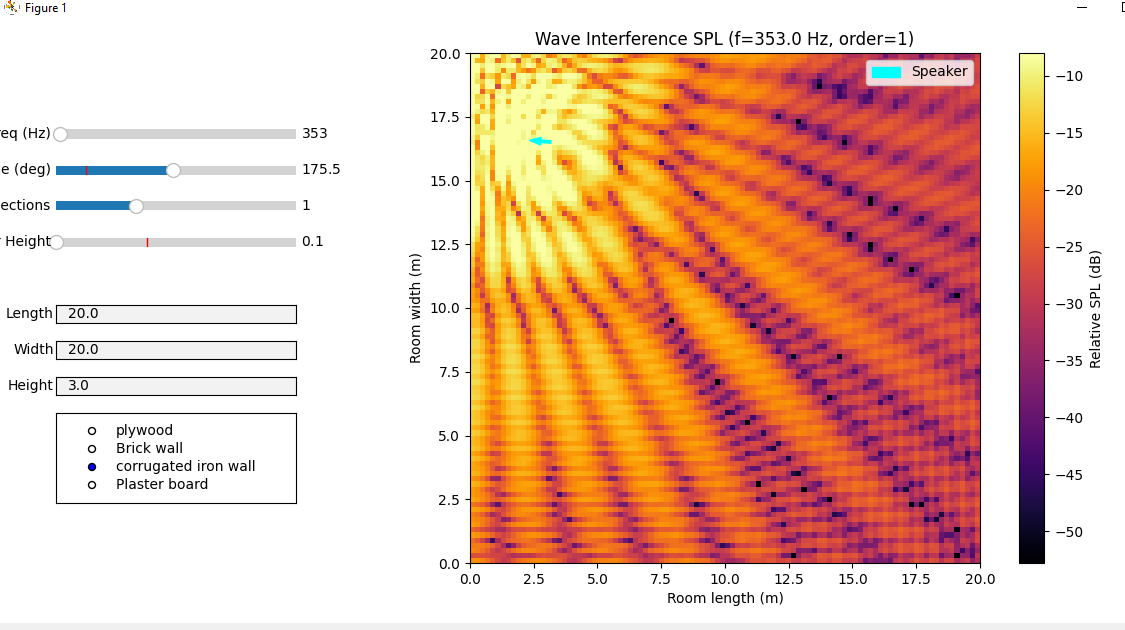 Figure 1
Wave Interference SPL (f=353.0 Hz, order=1)
req (Hz) 353
e (deg) 175.5
ections 1
Height 0.1
Length 20.0
Width 20.0
Height 3.0
plywood
Brick wall
corrugated iron wall
Plaster board
Speaker
Room width (m)
20.0
17.5
15.0
12.5
10.0
7.5
5.0
2.5
0.0
0.0 2.5 5.0 7.5 10.0 12.5 15.0 17.5 20.0
Room length (m)
−10
−15
−20
−25
−30
−35
−40
−45
−50
Relative SPL (dB)